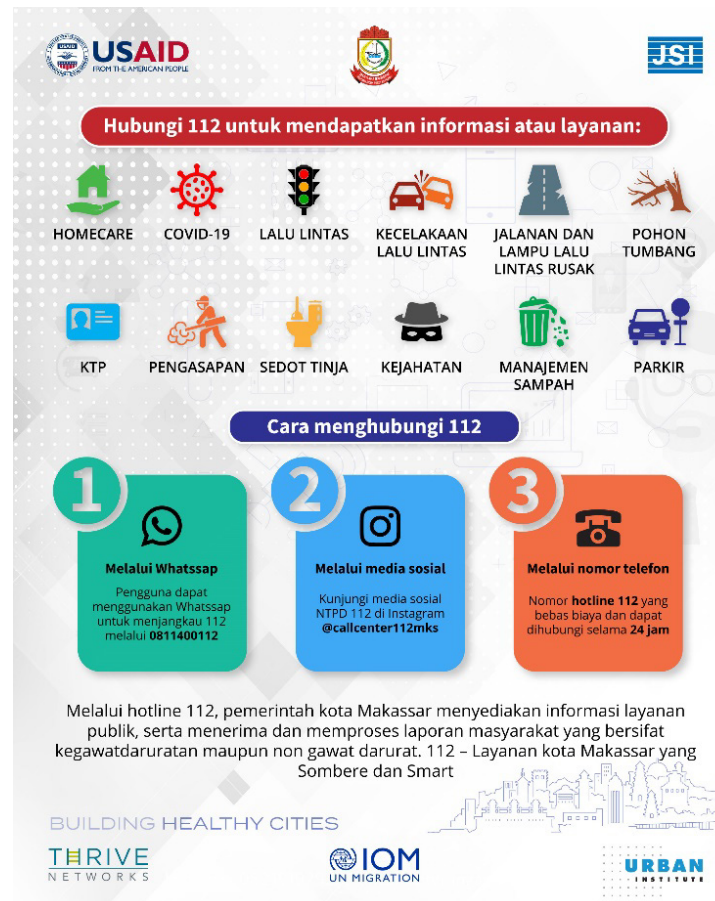 USAID
FROM THE AMERICAN PEOPLE
JSI
Hubungi 112 untuk mendapatkan informasi atau layanan:
HOMECARE
COVID-19
LALU LINTAS
KECELAKAAN
LALU LINTAS
JALANAN DAN
LAMPU LALU
LINTAS RUSAK
POHON
TUMBANG
KTP
PENGASAPAN
SEDOT TINJA
KEJAHATAN
MANAJEMEN
SAMPAH
PARKIR
Cara menghubungi 112
1
Melalui Whatssap
Pengguna dapat
menggunakan Whatssap
untuk menjangkau 112
melalui 0811400112
2
Melalui media sosial
Kunjungi media sosial
NTPD 112 di Instagram
@callcenter112mks
3
Melalui nomor telefon
Nomor hotline 112 yang
bebas biaya dan dapat
dihubungi selama 24 jam
Melalui hotline 112, pemerintah kota Makassar menyediakan informasi layanan
publik, serta menerima dan memproses laporan masyarakat yang bersifat
kegawatdaruratan maupun non gawat darurat. 112 – Layanan kota Makassar yang
Sombere dan Smart
BUILDING HEALTHY CITIES
THRIVE
NETWORKS
IOM
UN MIGRATION
URBAN
INSTITUTE